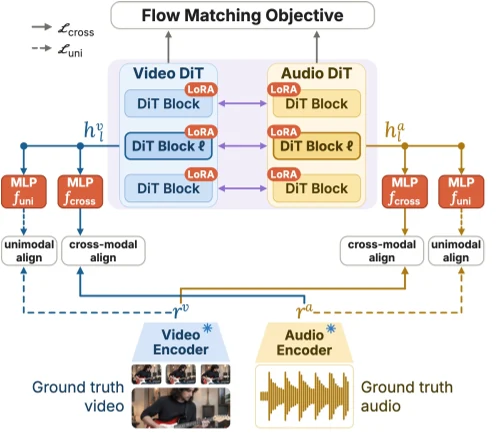 Flow Matching Objective
ℒcross
ℒuni
Video DiT
Audio DiT
LoRA
DiT Block
LoRA
DiT Block
LoRA
DiT Block ℓ
LoRA
DiT Block ℓ
LoRA
DiT Block
LoRA
DiT Block
h_l^v
h_l^a
MLP
f_uni
MLP
f_cross
MLP
f_cross
MLP
f_uni
unimodal
align
cross-modal
align
cross-modal
align
unimodal
align
r^v
r^a
Video
Encoder
Audio
Encoder
Ground truth
video
Ground truth
audio